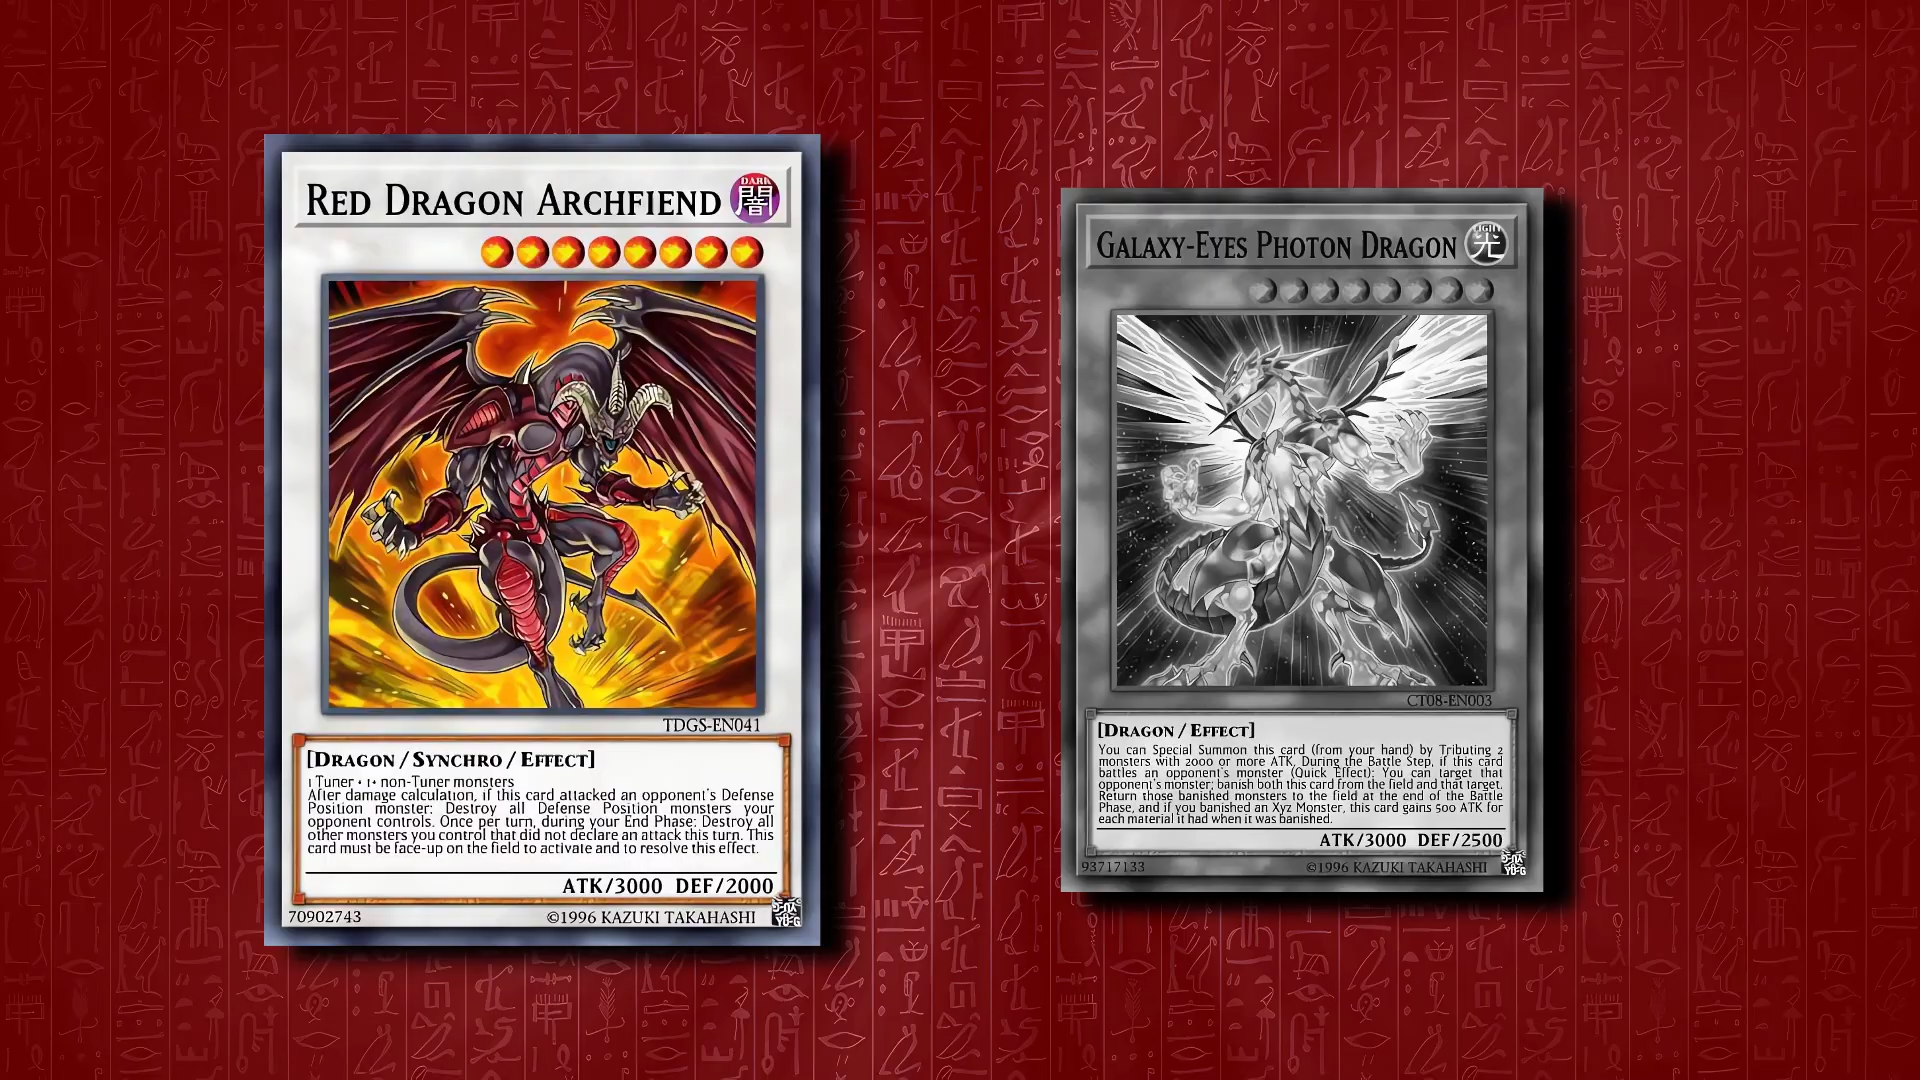 RED DRAGON ARCHFIEND
DARK
闇
TDGS-EN041
[DRAGON / SYNCHRO / EFFECT]
1 Tuner + 1+ non-Tuner monsters
After damage calculation, if this card attacked an opponent's Defense
Position monster: Destroy all Defense Position monsters your
opponent controls. Once per turn, during your End Phase: Destroy all
other monsters you control that did not declare an attack this turn. This
card must be face-up on the field to activate and to resolve this effect.
ATK/3000 DEF/2000
70902743
©1996 KAZUKI TAKAHASHI
GALAXY-EYES PHOTON DRAGON
LIGHT
光
CT08-EN003
[DRAGON / EFFECT]
You can Special Summon this card (from your hand) by Tributing 2
monsters with 2000 or more ATK. During the Battle Step, if this card
battles an opponent's monster (Quick Effect): You can target that
opponent's monster; banish both this card from the field and that target.
Return those banished monsters to the field at the end of the Battle
Phase, and if you banished an Xyz Monster, this card gains 500 ATK for
each material it had when it was banished.
ATK/3000 DEF/2500
93717133
©1996 KAZUKI TAKAHASHI